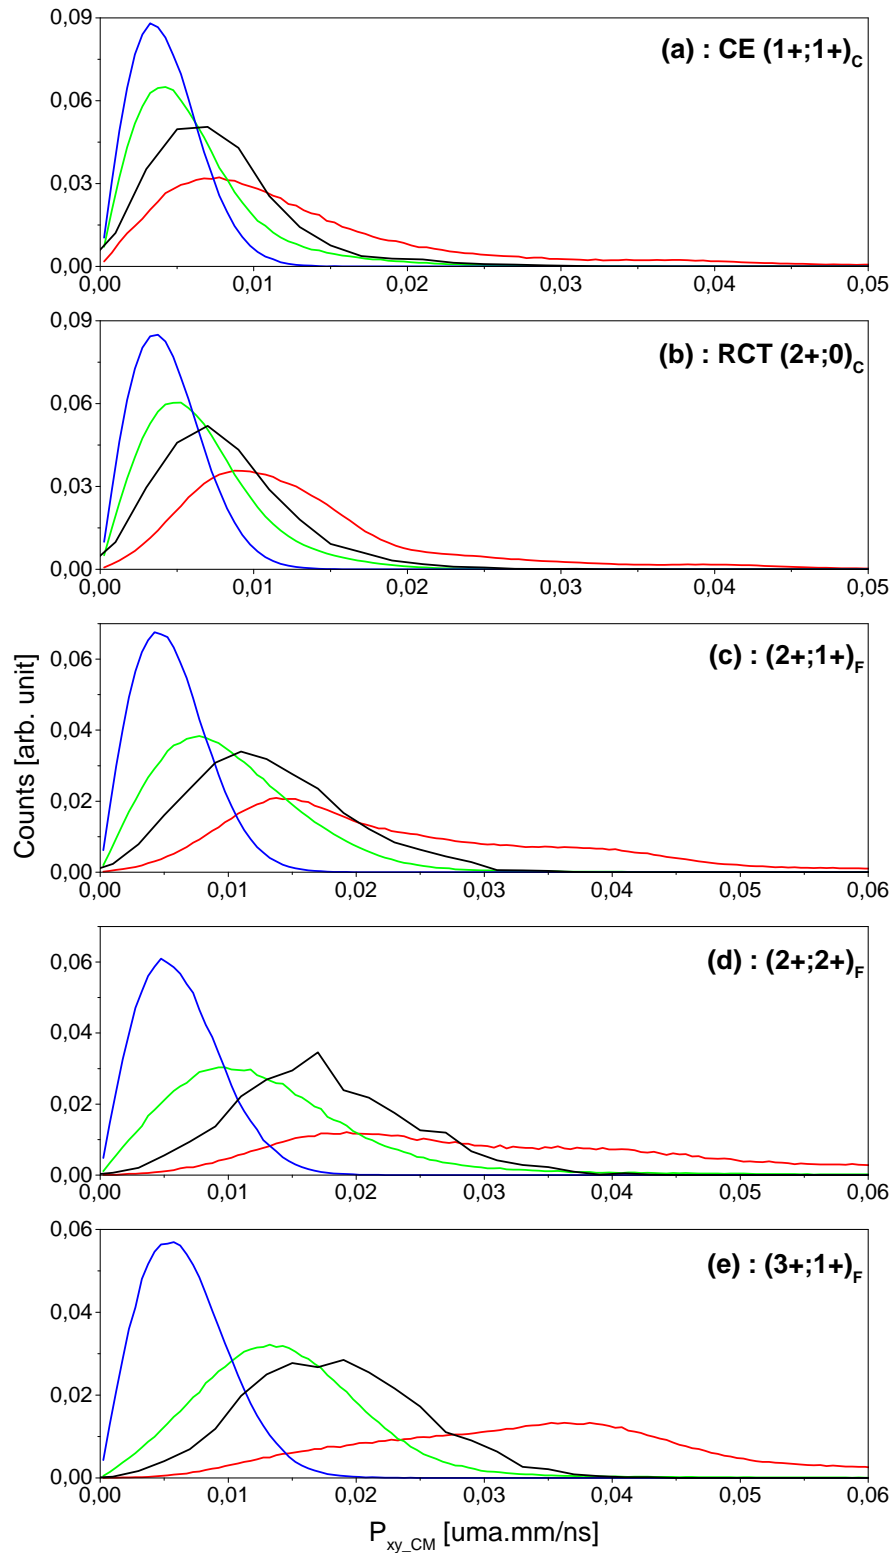 0,09
(a) : CE (1+;1+)C
0,06
0,03
0,00
0,00 0,01 0,02 0,03 0,04 0,05
0,09
(b) : RCT (2+;0)C
0,06
0,03
0,00
0,00 0,01 0,02 0,03 0,04 0,05
(c) : (2+;1+)F
0,06
0,04
0,02
0,00
0,00 0,01 0,02 0,03 0,04 0,05 0,06
Counts [arb. unit]
(d) : (2+;2+)F
0,06
0,04
0,02
0,00
0,00 0,01 0,02 0,03 0,04 0,05 0,06
0,06
(e) : (3+;1+)F
0,04
0,02
0,00
0,00 0,01 0,02 0,03 0,04 0,05 0,06
Pxy_CM [uma.mm/ns]